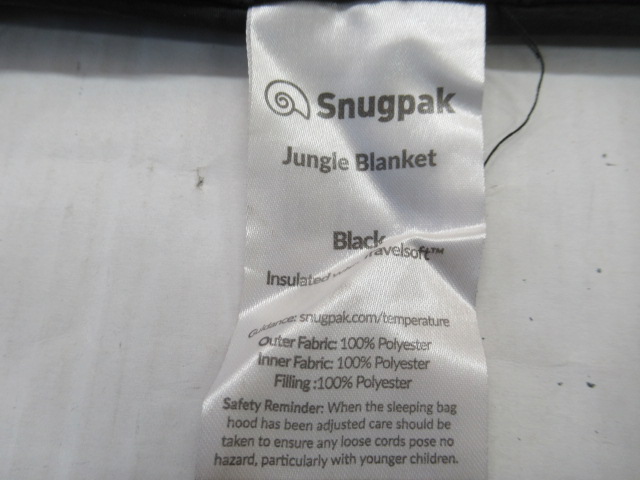 Snugpak
Jungle Blanket
Black
Insulated ravelsoft™
Guidance: snugpak.com/temperature
Outer Fabric: 100% Polyester
Inner Fabric: 100% Polyester
Filling :100% Polyester
Safety Reminder: When the sleeping bag
hood has been adjusted care should be
taken to ensure any loose cords pose no
hazard, particularly with younger children.